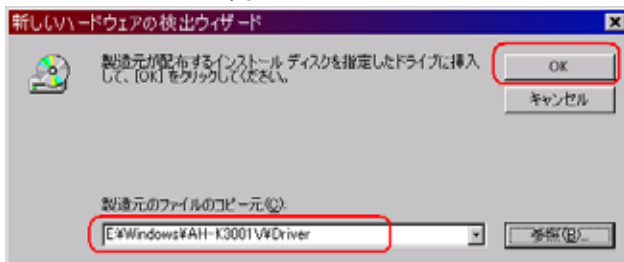 新しいハードウェアの検出ウィザード
製造元が配布するインストール ディスクを指定したドライブに挿入
して、[OK] をクリックしてください。
OK
キャンセル
製造元のファイルのコピー元(C):
E:¥Windows¥AH-K3001V¥Driver
参照(B)...